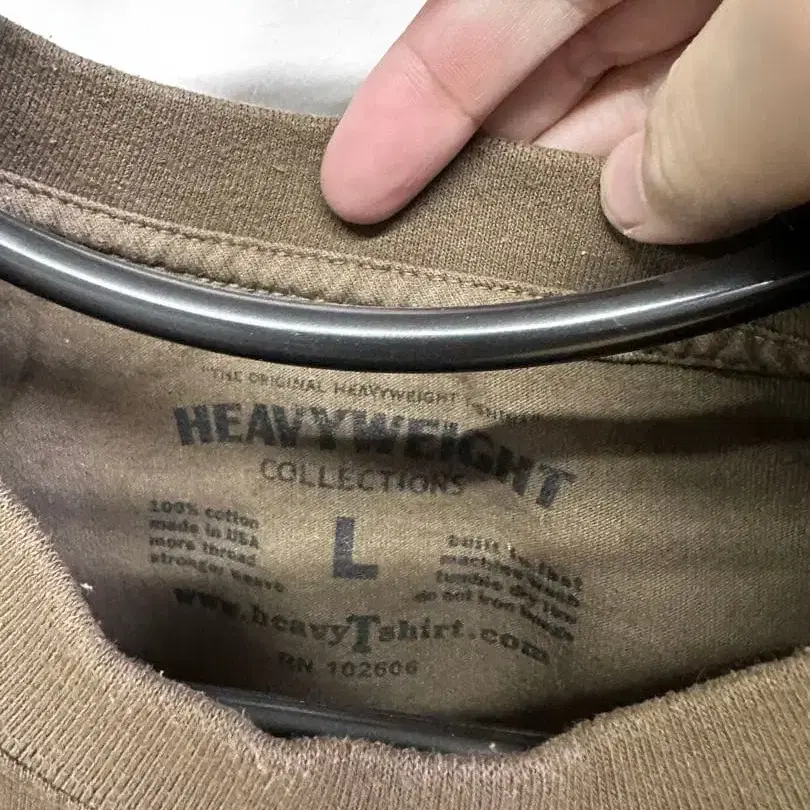 "THE ORIGINAL HEAVYWEIGHT T-SHIRT"
HEAVYWEIGHT
COLLECTIONS
100% cotton
made in USA
more thread
stronger weave
L
built to last
machine wash
tumble dry low
do not iron
www.heavyTshirt.com
RN 102606